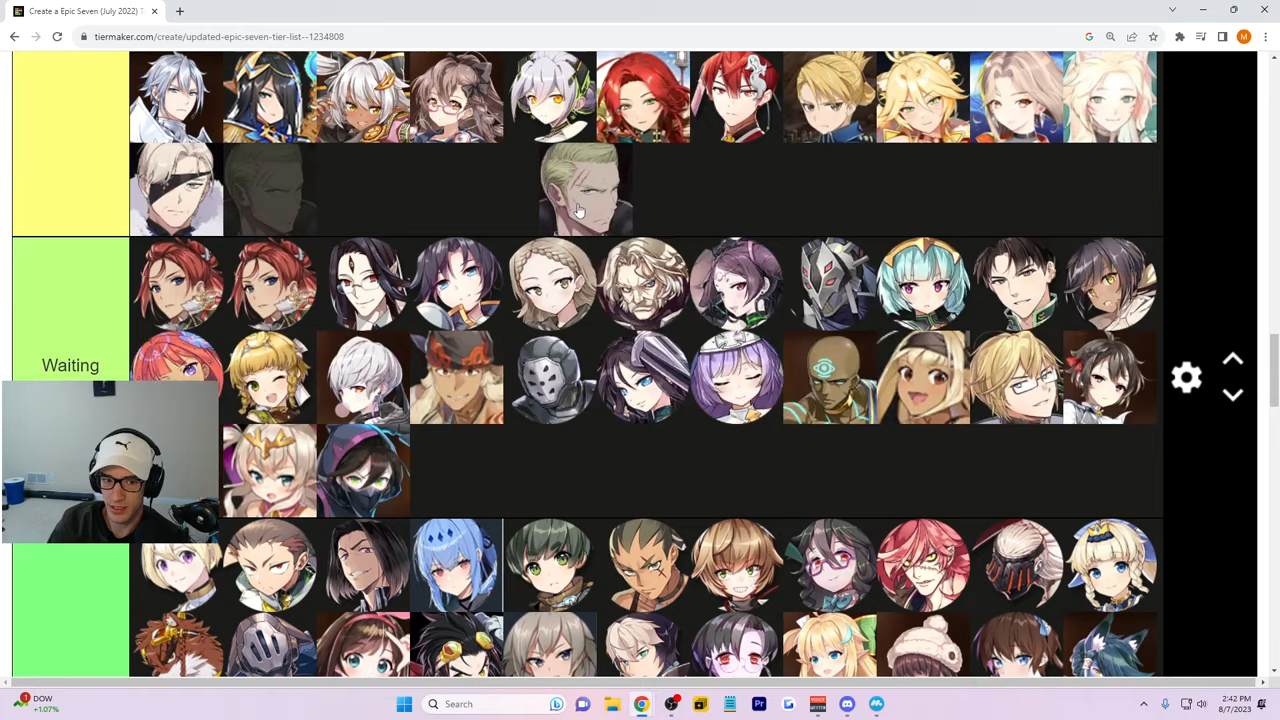 Create a Epic Seven (July 2022) T
tiermaker.com/create/updated-epic-seven-tier-list--1234808
M
Waiting
1
DOW
+1.07%
Search
2:42 PM
8/7/2023